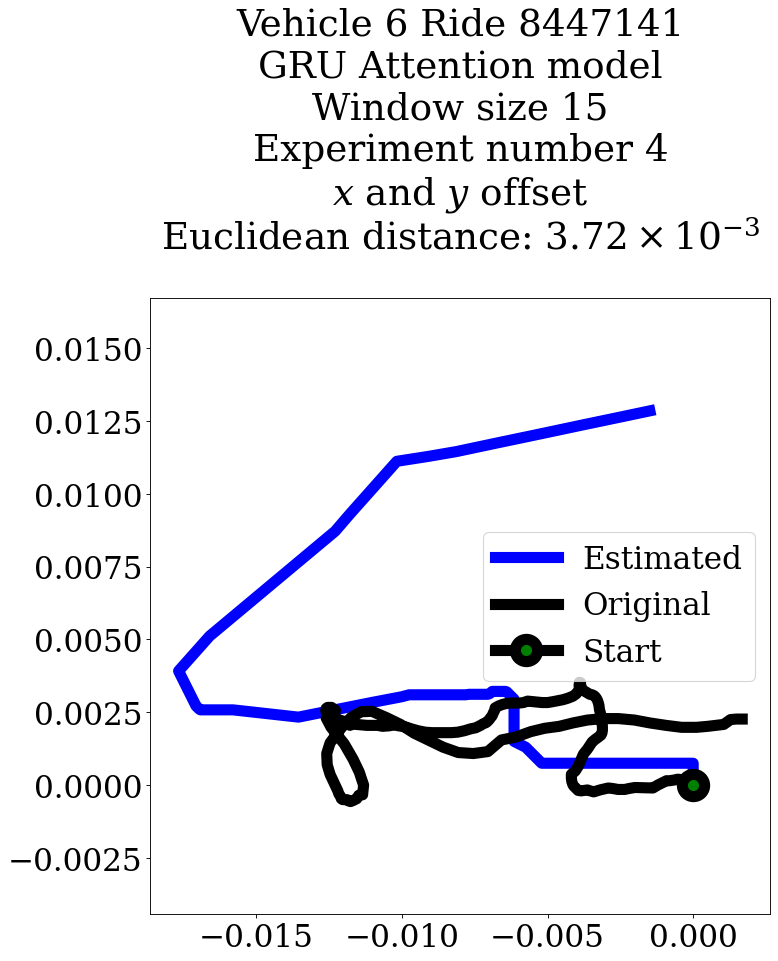 Vehicle 6 Ride 8447141
GRU Attention model
Window size 15
Experiment number 4
x and y offset
Euclidean distance: 3.72 × 10⁻³
0.0150
0.0125
0.0100
0.0075
0.0050
0.0025
0.0000
−0.0025
Estimated
Original
Start
−0.015 −0.010 −0.005 0.000